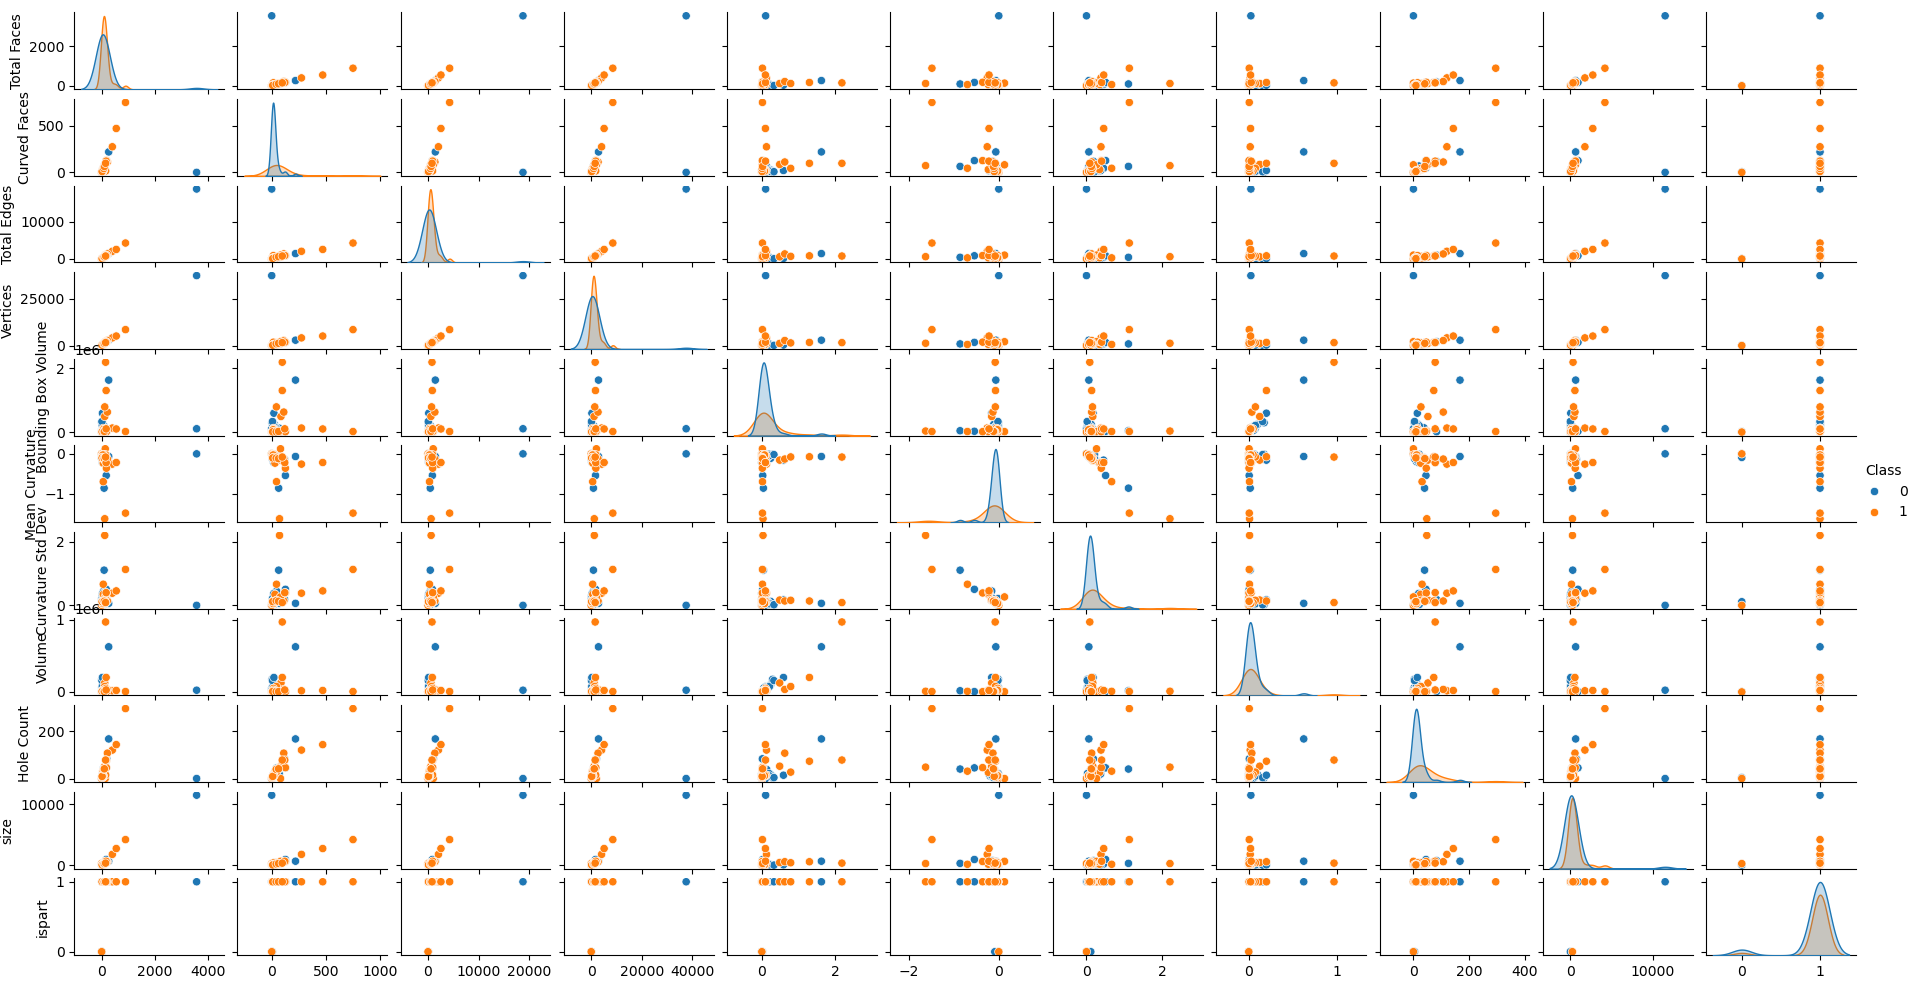 Total Faces
2000
0
Curved Faces
500
0
Total Edges
10000
0
Vertices
25000
0
1e6
Bounding Box Volume
2
0
Mean Curvature
0
−1
Curvature Std Dev
2
0
1e6
Volume
1
0
Hole Count
200
0
size
10000
0
ispart
1
0
0 2000 4000
0 500 1000
0 10000 20000
0 20000 40000
0 2
−2 0
0 2
0 1
0 200 400
0 10000
0 1
Class
0
1